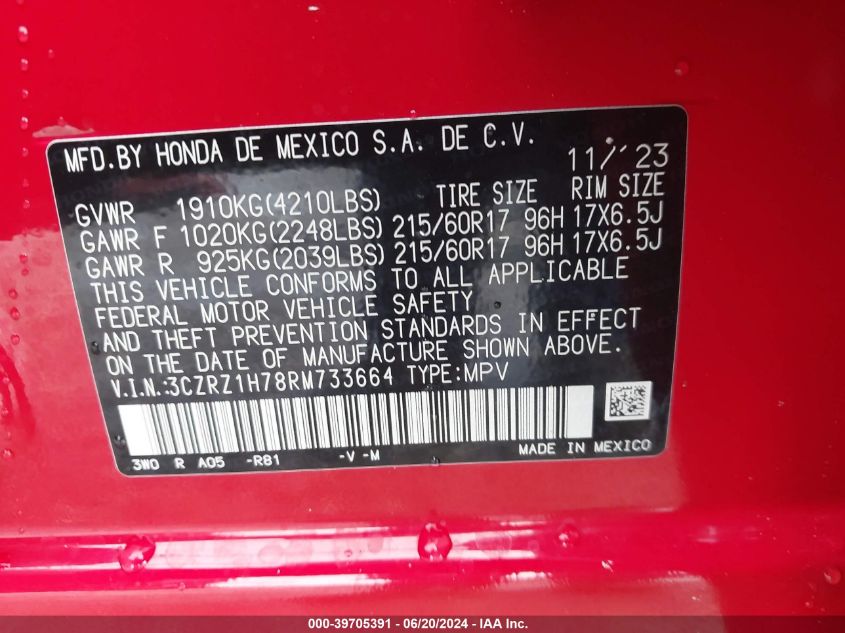 MFD.BY HONDA DE MEXICO S.A. DE C.V. 11/'23
GVWR 1910KG(4210LBS) TIRE SIZE RIM SIZE
GAWR F 1020KG(2248LBS) 215/60R17 96H 17X6.5J
GAWR R 925KG(2039LBS) 215/60R17 96H 17X6.5J
THIS VEHICLE CONFORMS TO ALL APPLICABLE
FEDERAL MOTOR VEHICLE SAFETY
AND THEFT PREVENTION STANDARDS IN EFFECT
ON THE DATE OF MANUFACTURE SHOWN ABOVE.
V.I.N.:3CZRZ1H78RM733664 TYPE:MPV
3W0 R A05 -R81 -V -M MADE IN MEXICO
000-39705391 - 06/20/2024 - IAA Inc.